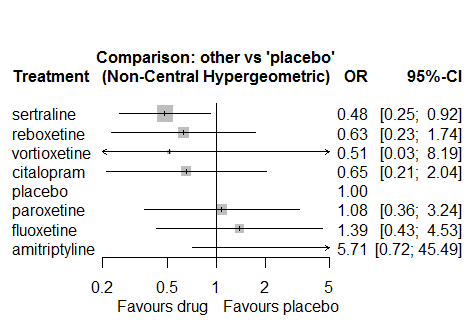 Comparison: other vs 'placebo'
Treatment (Non-Central Hypergeometric) OR 95%-CI
sertraline 0.48 [0.25; 0.92]
reboxetine 0.63 [0.23; 1.74]
vortioxetine 0.51 [0.03; 8.19]
citalopram 0.65 [0.21; 2.04]
placebo 1.00
paroxetine 1.08 [0.36; 3.24]
fluoxetine 1.39 [0.43; 4.53]
amitriptyline 5.71 [0.72; 45.49]
0.2 0.5 1 2 5
Favours drug Favours placebo